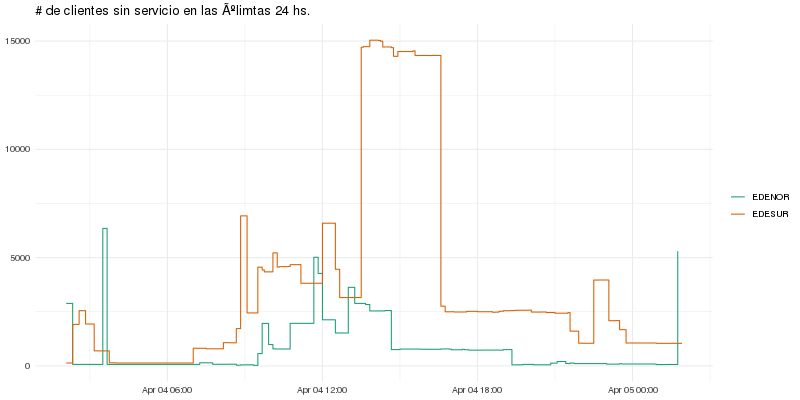 # de clientes sin servicio en las Ãºlimtas 24 hs.
15000
10000
5000
0
Apr 04 06:00
Apr 04 12:00
Apr 04 18:00
Apr 05 00:00
EDENOR
EDESUR